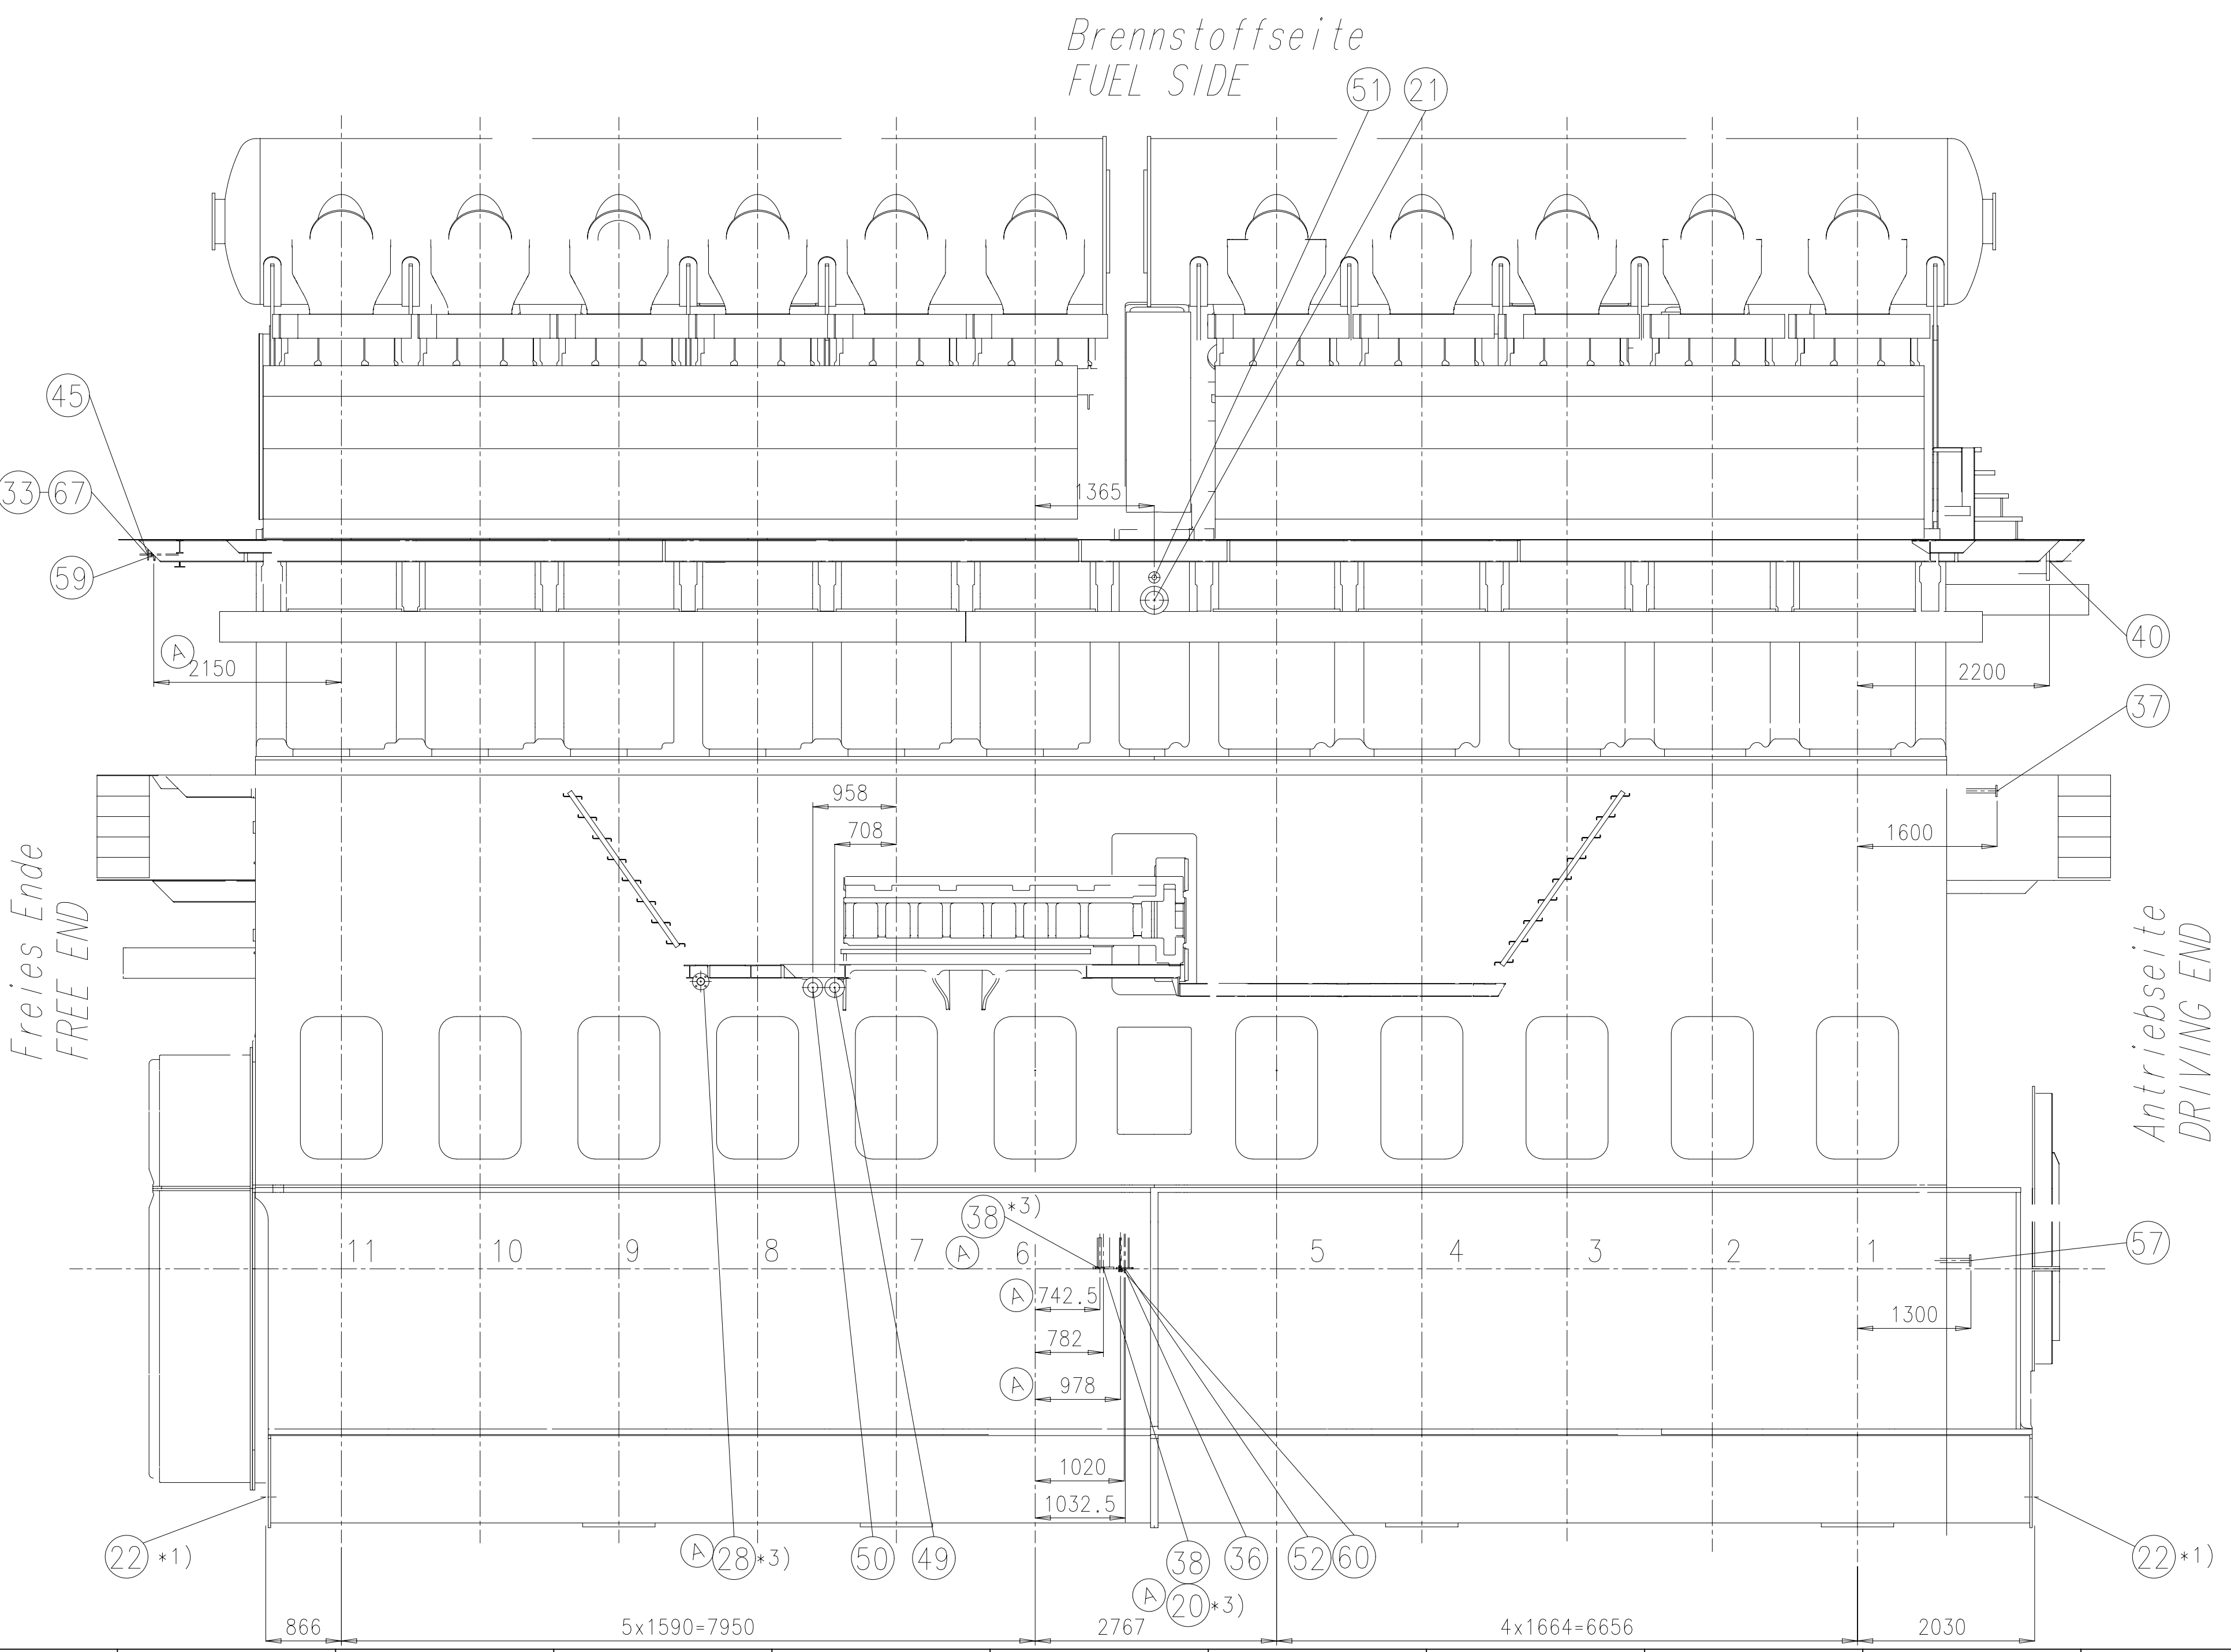 Brennstoffseite
FUEL SIDE
51 21
45
1365
33 67
59
A
2150
40
2200
37
958
708
1600
Freies Ende
FREE END
Antriebseite
DRIVING END
38 *3)
A
11 10 9 8 7 6 5 4 3 2 1
57
A 742.5
1300
782
A 978
1020
1032.5
22 *1)
A 28 *3)
50 49
38 36 52 60
22 *1)
A 20 *3)
866 5x1590=7950 2767 4x1664=6656 2030